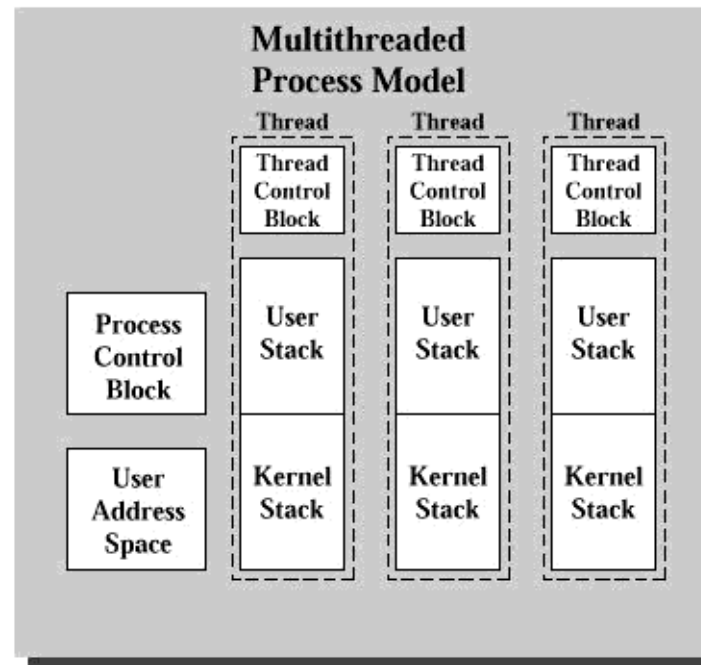 Multithreaded
Process Model
Thread
Thread
Control
Block
User
Stack
Kernel
Stack
Thread
Thread
Control
Block
User
Stack
Kernel
Stack
Thread
Thread
Control
Block
User
Stack
Kernel
Stack
Process
Control
Block
User
Address
Space